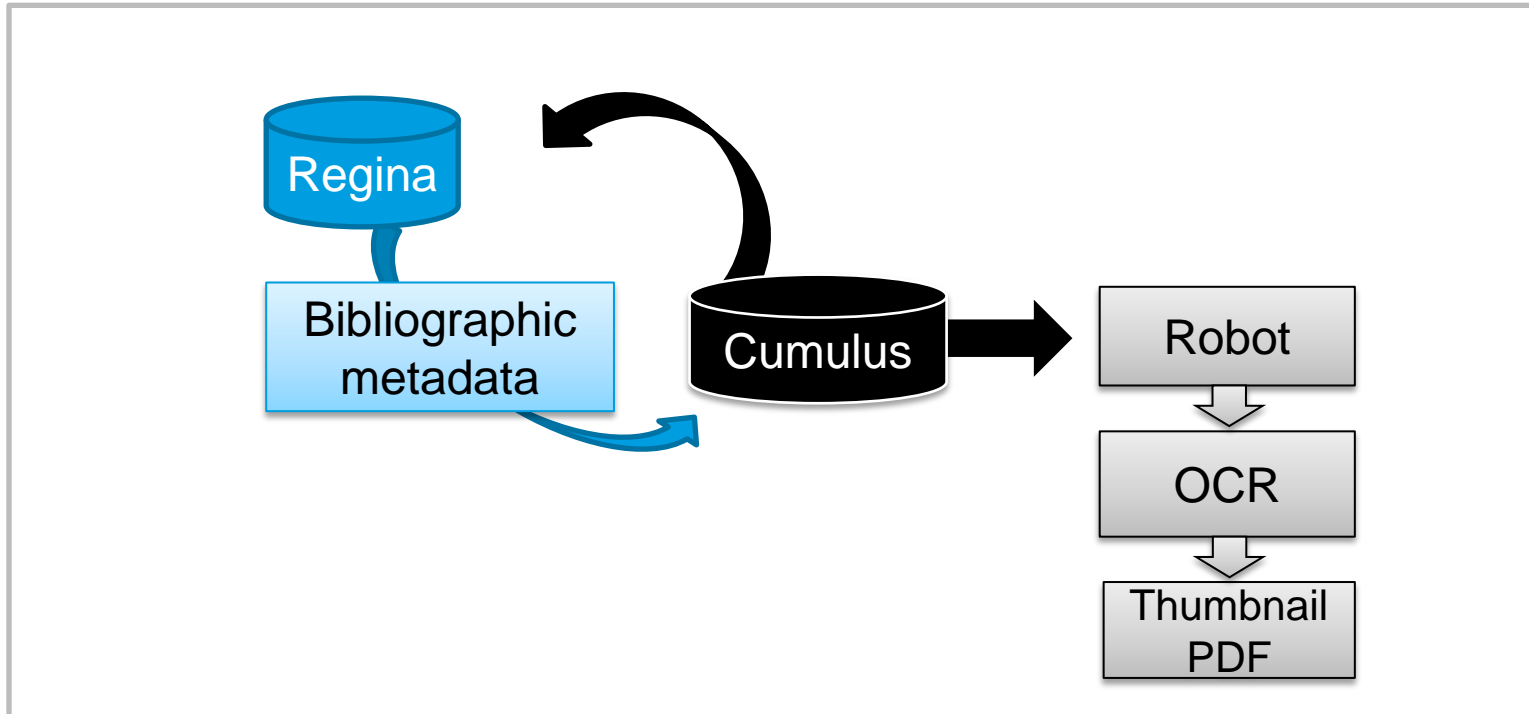 Regina
Bibliographic
metadata
Cumulus
Robot
OCR
Thumbnail
PDF